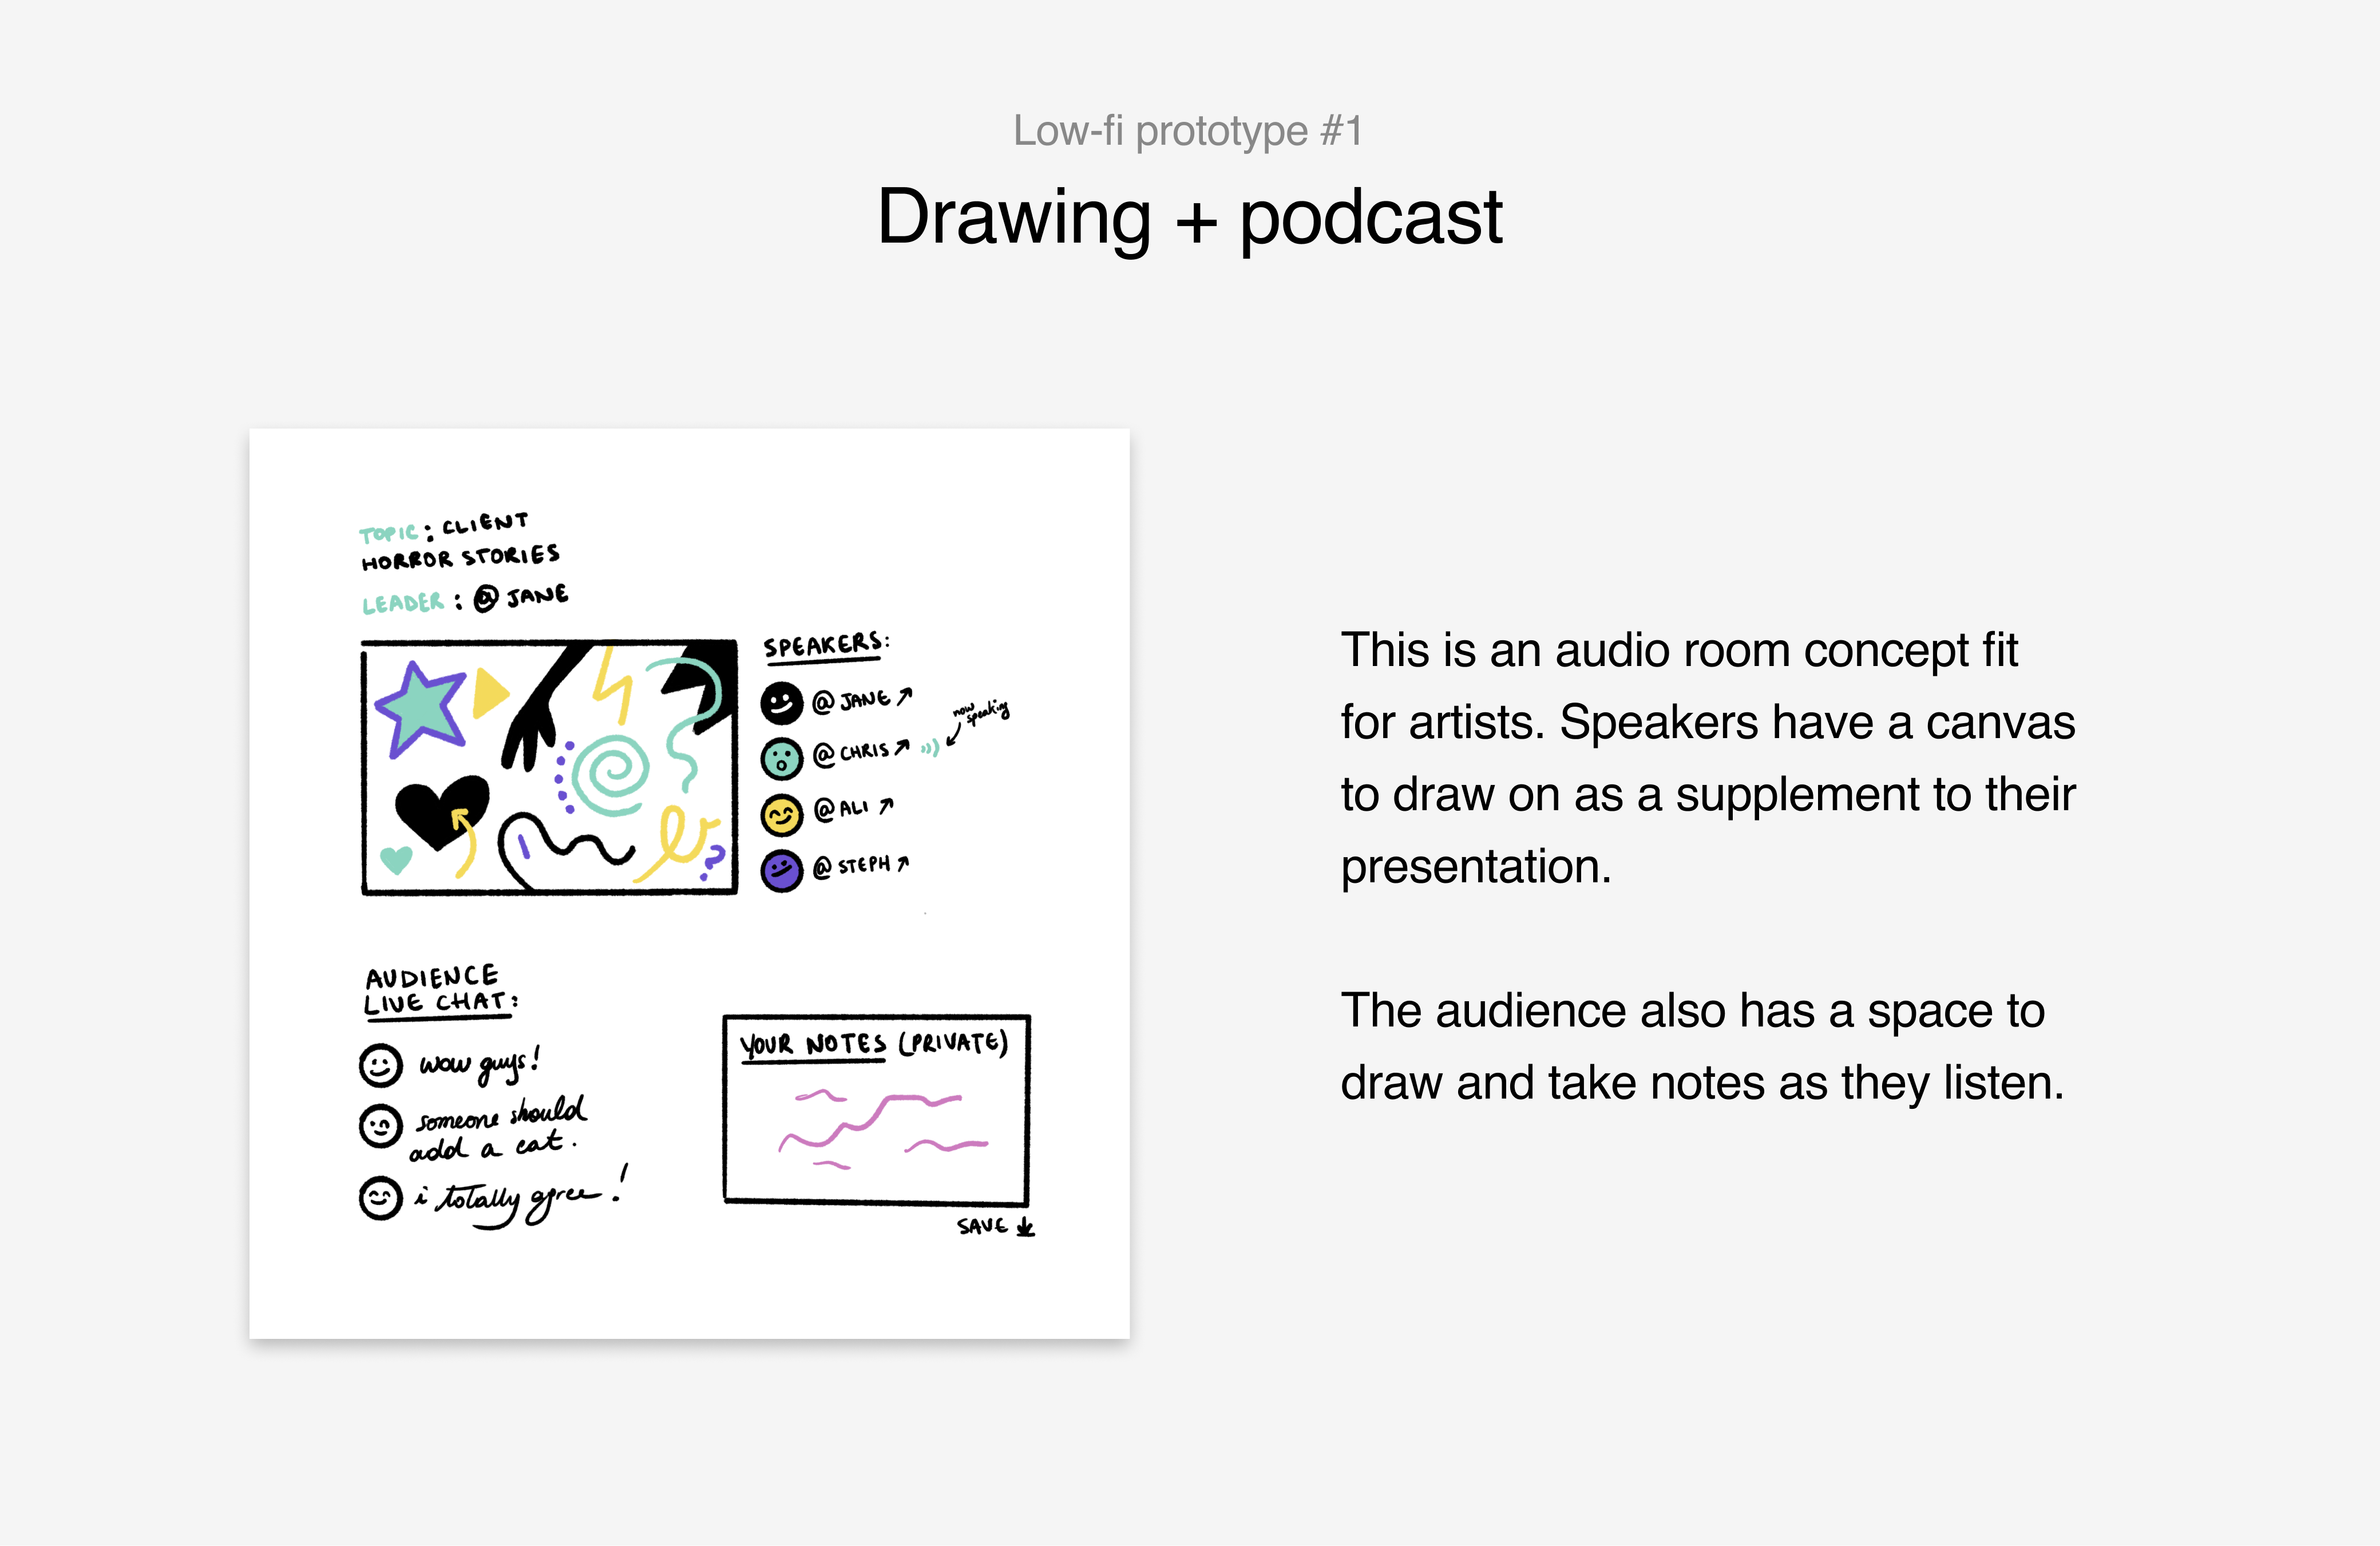 Low-fi prototype #1
Drawing + podcast
TOPIC: CLIENT
HORROR STORIES
LEADER: @JANE
SPEAKERS:
@JANE ↗
@CHRIS ↗
now
speaking
@ALI ↗
@STEPH ↗
AUDIENCE
LIVE CHAT:
wow guys!
someone should
add a cat.
i totally agree!
YOUR NOTES (PRIVATE)
SAVE
This is an audio room concept fit
for artists. Speakers have a canvas
to draw on as a supplement to their
presentation.
The audience also has a space to
draw and take notes as they listen.